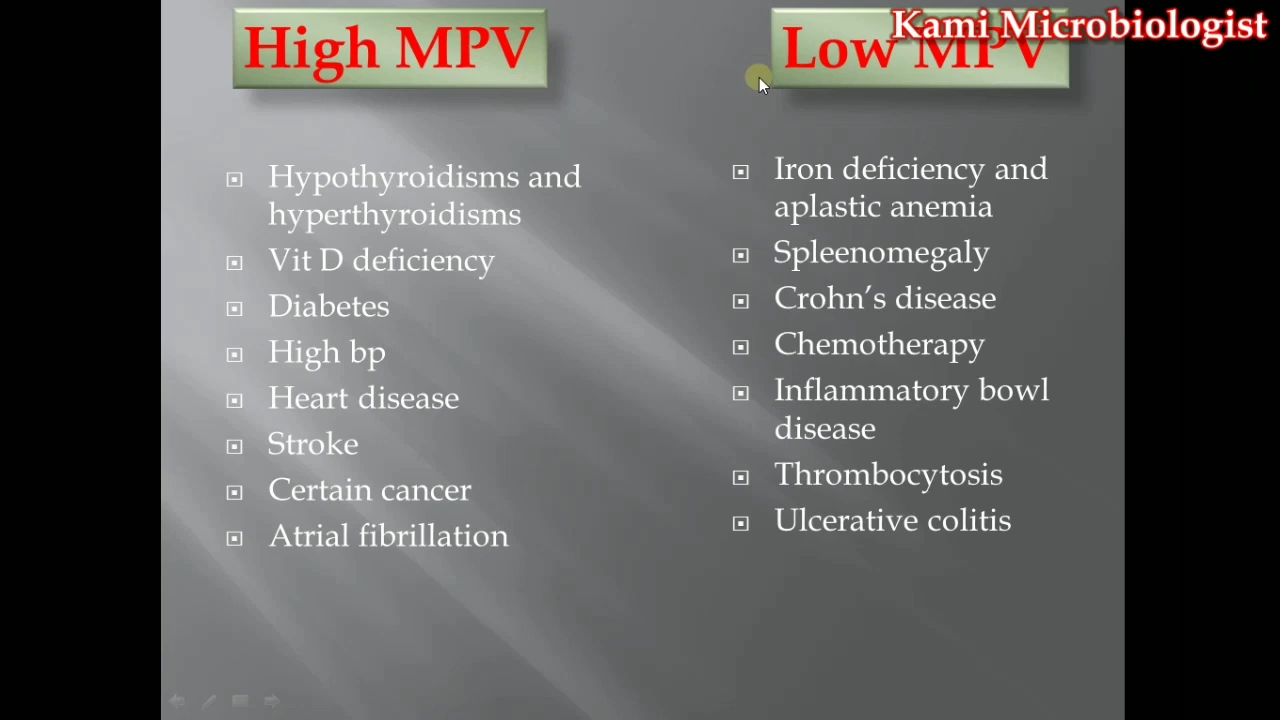 High MPV
Low MPV
Kami Microbiologist
Hypothyroidisms and
hyperthyroidisms
Vit D deficiency
Diabetes
High bp
Heart disease
Stroke
Certain cancer
Atrial fibrillation
Iron deficiency and
aplastic anemia
Spleenomegaly
Crohn’s disease
Chemotherapy
Inflammatory bowl
disease
Thrombocytosis
Ulcerative colitis